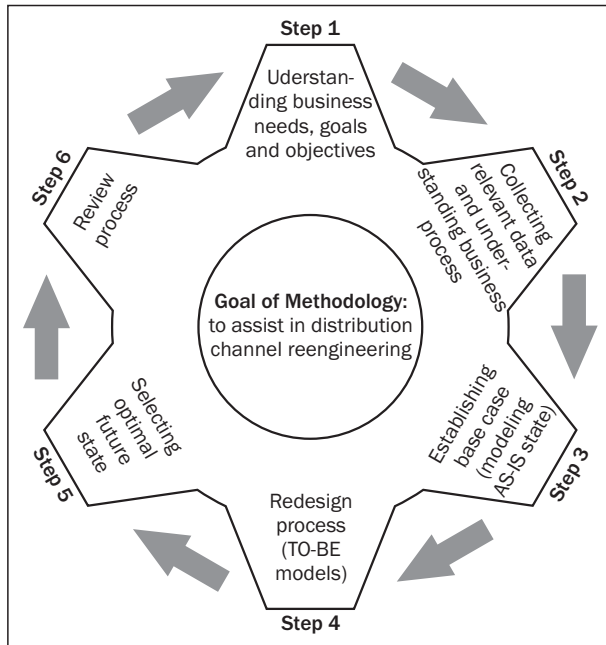 Step 1
Uderstan-
ding business
needs, goals
and objectives
Step 2
Collecting
relevant data
and under-
standing business
process
Step 3
Establishing
base case
(modeling
AS-IS state)
Step 4
Redesign
process
(TO-BE
models)
Step 5
Selecting
optimal
future
state
Step 6
Review
process
Goal of Methodology:
to assist in distribution
channel reengineering